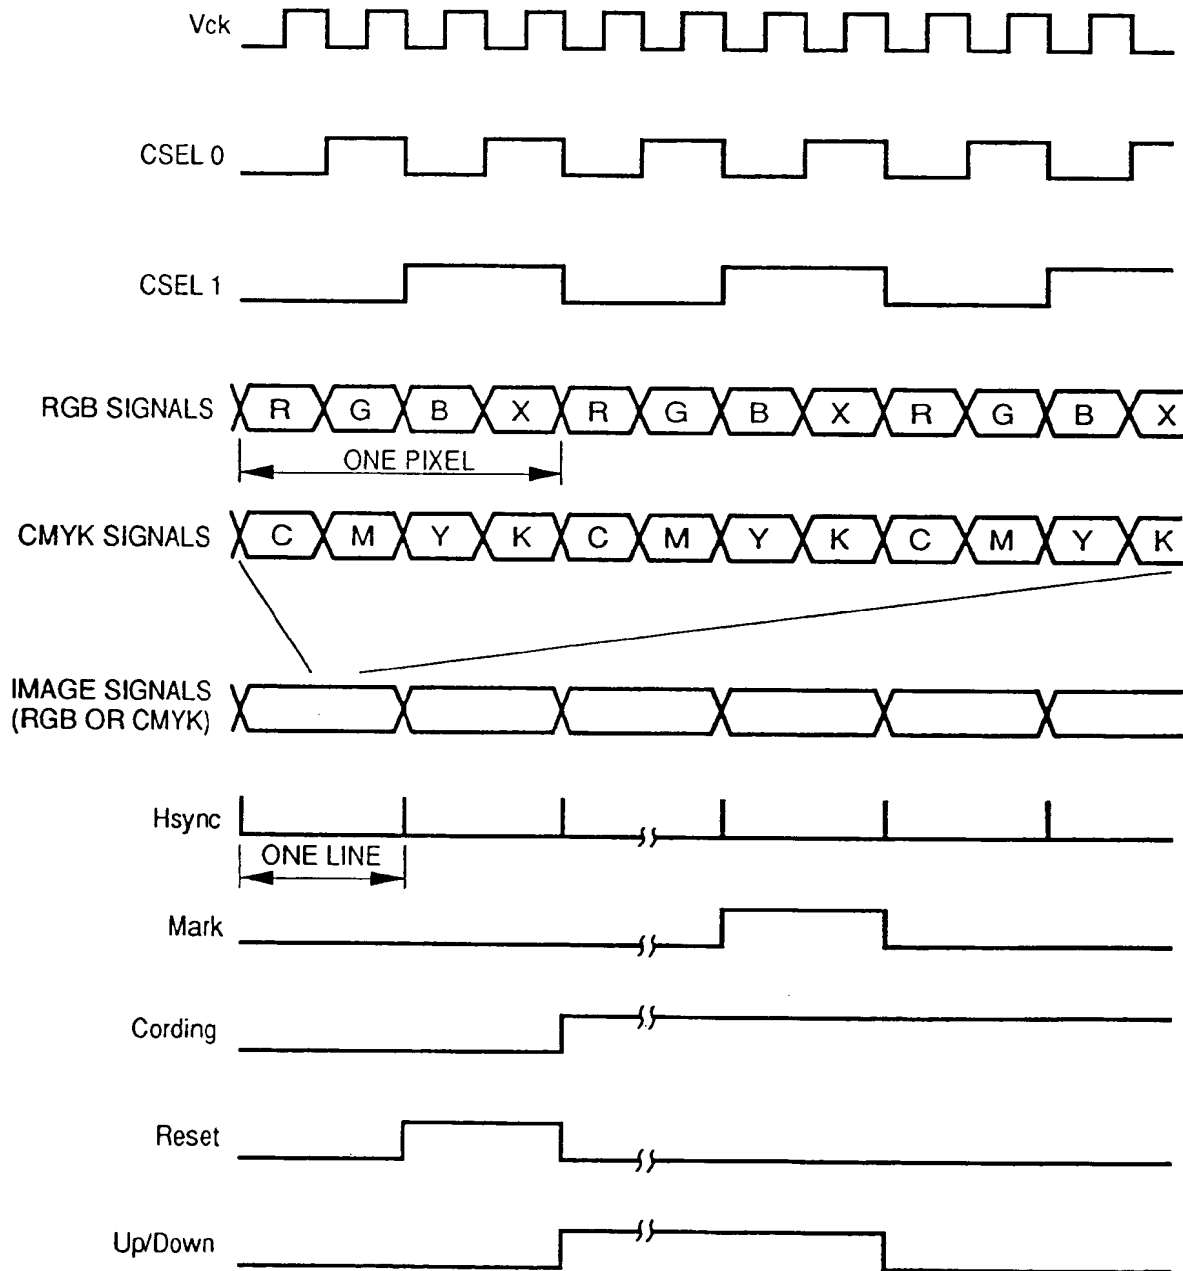 Vck
CSEL 0
CSEL 1
RGB SIGNALS R G B X R G B X R G B X
ONE PIXEL
CMYK SIGNALS C M Y K C M Y K C M Y K
IMAGE SIGNALS
(RGB OR CMYK)
Hsync
ONE LINE
Mark
Cording
Reset
Up/Down